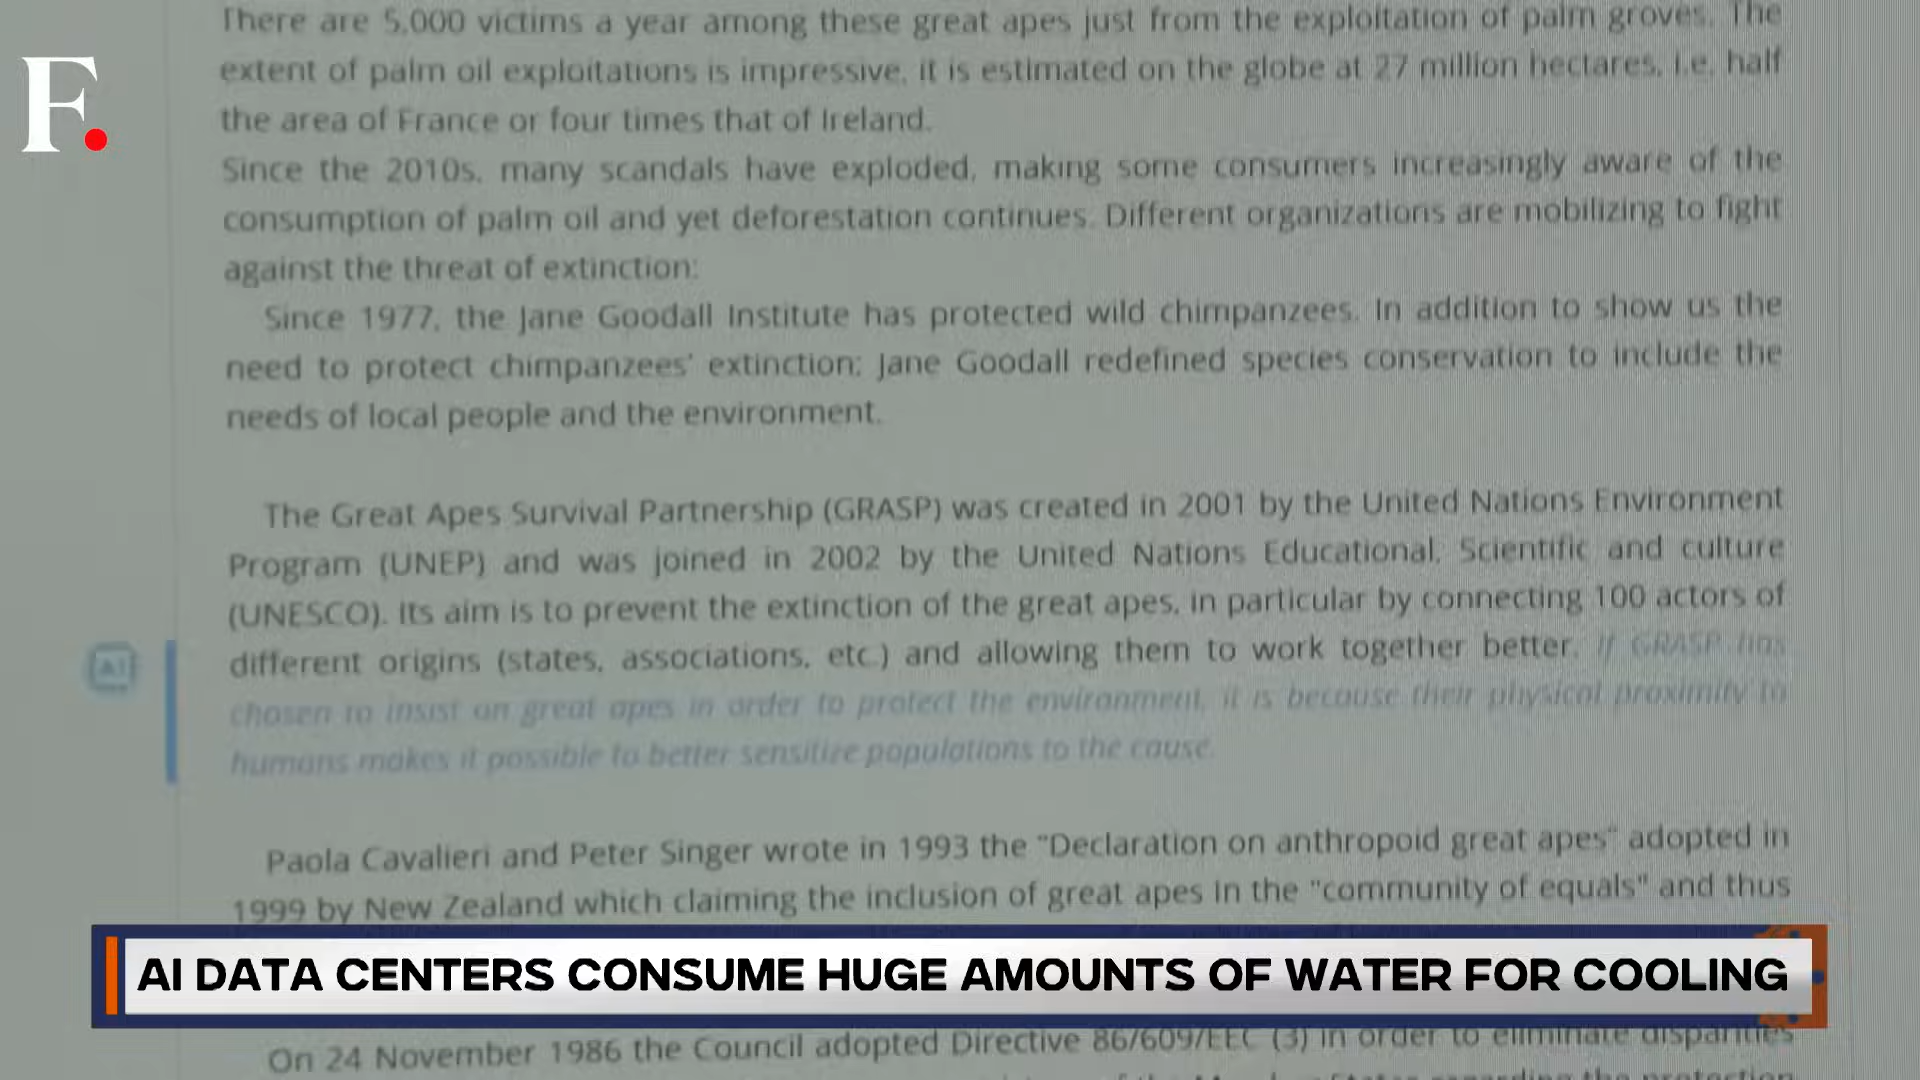 There are 5,000 victims a year among these great apes just from the exploitation of palm groves. The
extent of palm oil exploitations is impressive, it is estimated on the globe at 27 million hectares, i.e. half
the area of France or four times that of Ireland.
Since the 2010s, many scandals have exploded, making some consumers increasingly aware of the
consumption of palm oil and yet deforestation continues. Different organizations are mobilizing to fight
against the threat of extinction:
Since 1977, the Jane Goodall Institute has protected wild chimpanzees. In addition to show us the
need to protect chimpanzees' extinction; Jane Goodall redefined species conservation to include the
needs of local people and the environment.
The Great Apes Survival Partnership (GRASP) was created in 2001 by the United Nations Environment
Program (UNEP) and was joined in 2002 by the United Nations Educational, Scientific and culture
(UNESCO). Its aim is to prevent the extinction of the great apes, in particular by connecting 100 actors of
different origins (states, associations, etc.) and allowing them to work together better. If GRASP has
chosen to insist on great apes in order to protect the environment, it is because their physical proximity to
humans makes it possible to better sensitize populations to the cause.
Paola Cavalieri and Peter Singer wrote in 1993 the "Declaration on anthropoid great apes" adopted in
1999 by New Zealand which claiming the inclusion of great apes in the "community of equals" and thus
On 24 November 1986 the Council adopted Directive 86/609/EEC (3) in order to eliminate disparities
F.
AI
AI DATA CENTERS CONSUME HUGE AMOUNTS OF WATER FOR COOLING